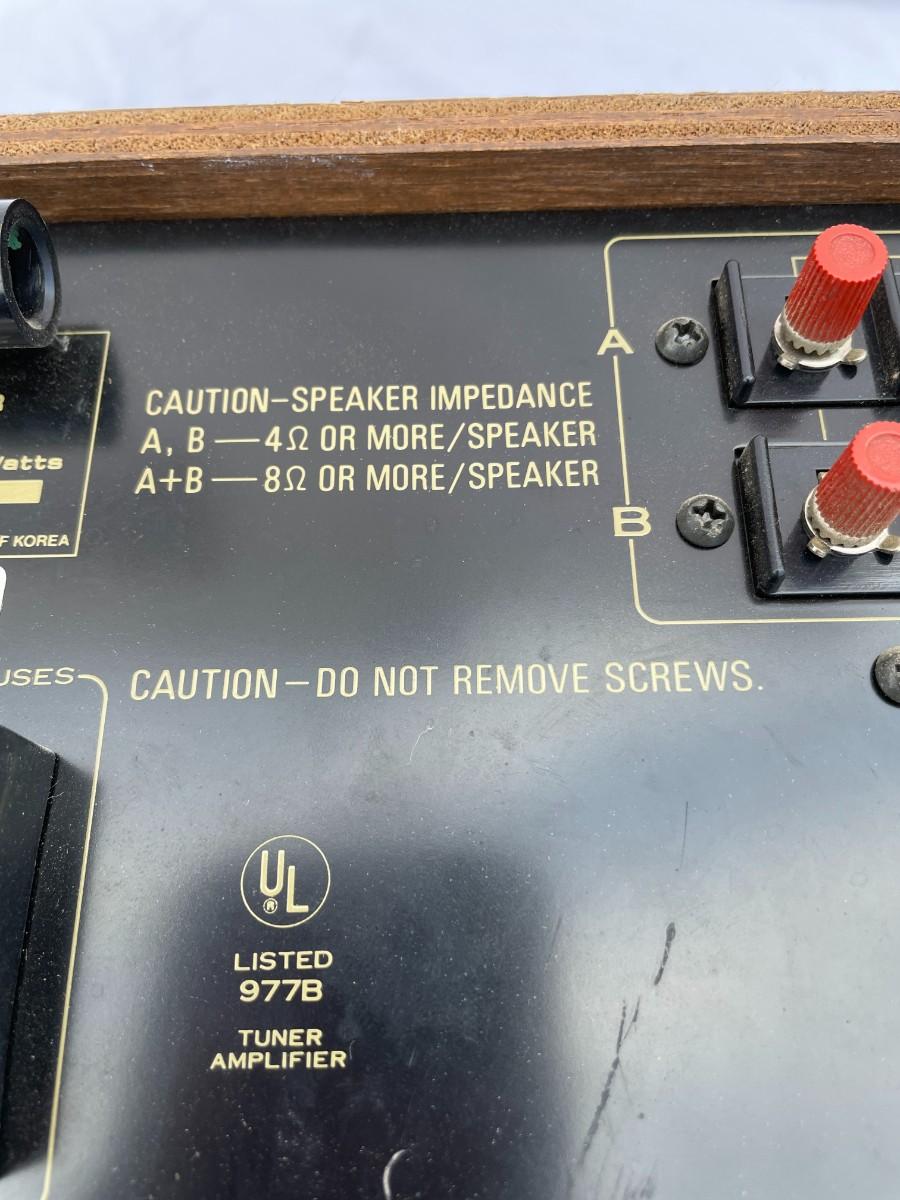 A
CAUTION–SPEAKER IMPEDANCE
A, B — 4Ω OR MORE/SPEAKER
A+B — 8Ω OR MORE/SPEAKER
B
F KOREA
CAUTION–DO NOT REMOVE SCREWS.
UL
®
LISTED
977B
TUNER
AMPLIFIER